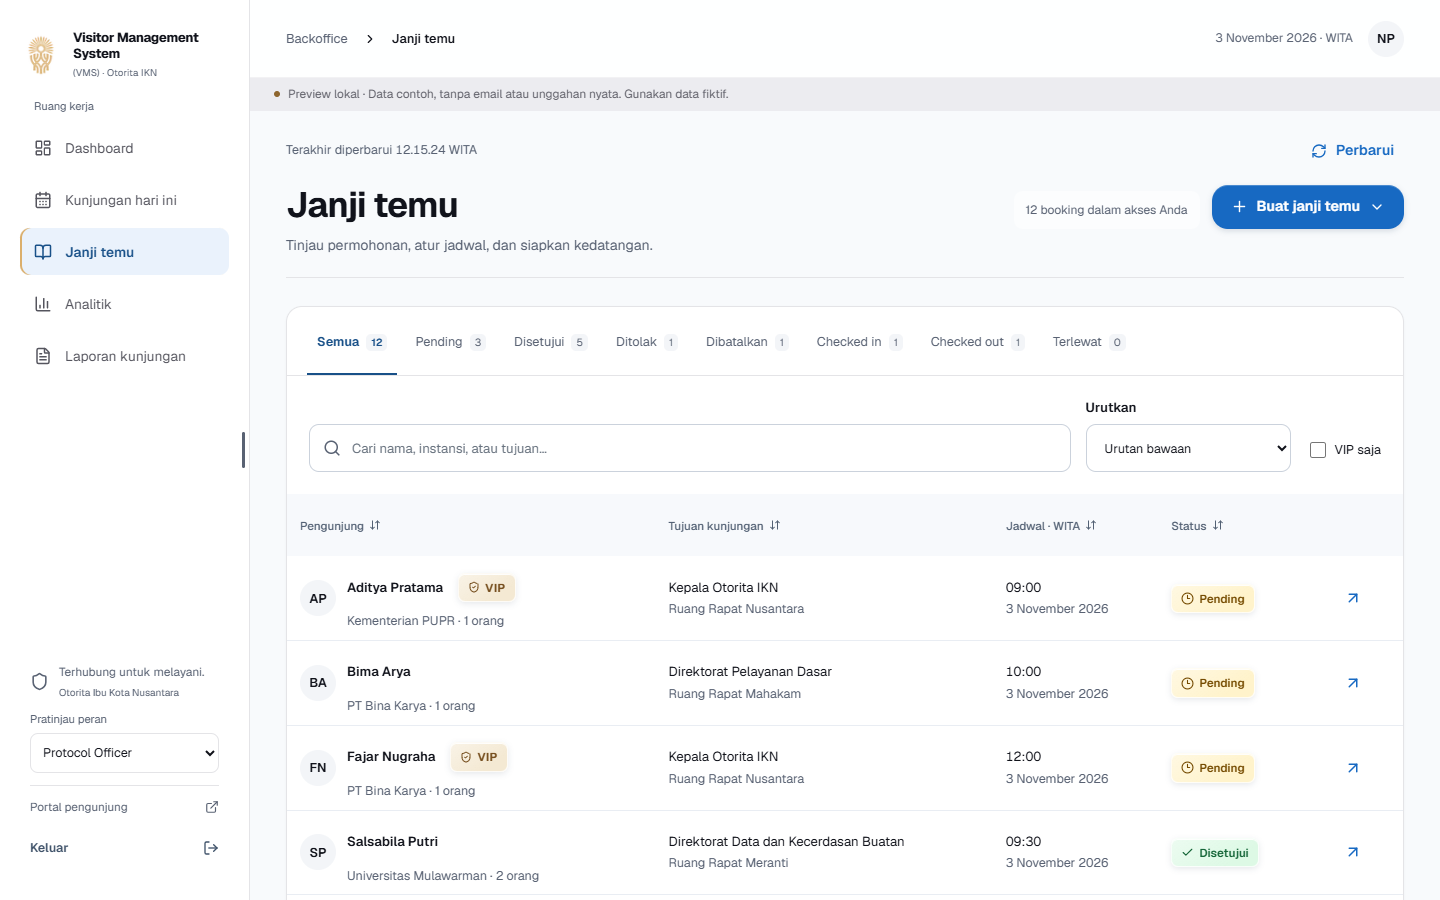 Visitor Management
System
(VMS) · Otorita IKN
Ruang kerja
Dashboard
Kunjungan hari ini
Janji temu
Analitik
Laporan kunjungan
Terhubung untuk melayani.
Otorita Ibu Kota Nusantara
Pratinjau peran
Protocol Officer
Portal pengunjung
Keluar
Backoffice > Janji temu
3 November 2026 · WITA NP
Preview lokal · Data contoh, tanpa email atau unggahan nyata. Gunakan data fiktif.
Terakhir diperbarui 12.15.24 WITA
Perbarui
Janji temu
12 booking dalam akses Anda
Buat janji temu
Tinjau permohonan, atur jadwal, dan siapkan kedatangan.
Semua 12 Pending 3 Disetujui 5 Ditolak 1 Dibatalkan 1 Checked in 1 Checked out 1 Terlewat 0
Urutkan
Cari nama, instansi, atau tujuan...
Urutan bawaan
VIP saja
Pengunjung Tujuan kunjungan Jadwal · WITA Status
AP Aditya Pratama VIP Kepala Otorita IKN 09:00 Pending
Kementerian PUPR · 1 orang Ruang Rapat Nusantara 3 November 2026
BA Bima Arya Direktorat Pelayanan Dasar 10:00 Pending
PT Bina Karya · 1 orang Ruang Rapat Mahakam 3 November 2026
FN Fajar Nugraha VIP Kepala Otorita IKN 12:00 Pending
PT Bina Karya · 1 orang Ruang Rapat Nusantara 3 November 2026
SP Salsabila Putri Direktorat Data dan Kecerdasan Buatan 09:30 Disetujui
Universitas Mulawarman · 2 orang Ruang Rapat Meranti 3 November 2026